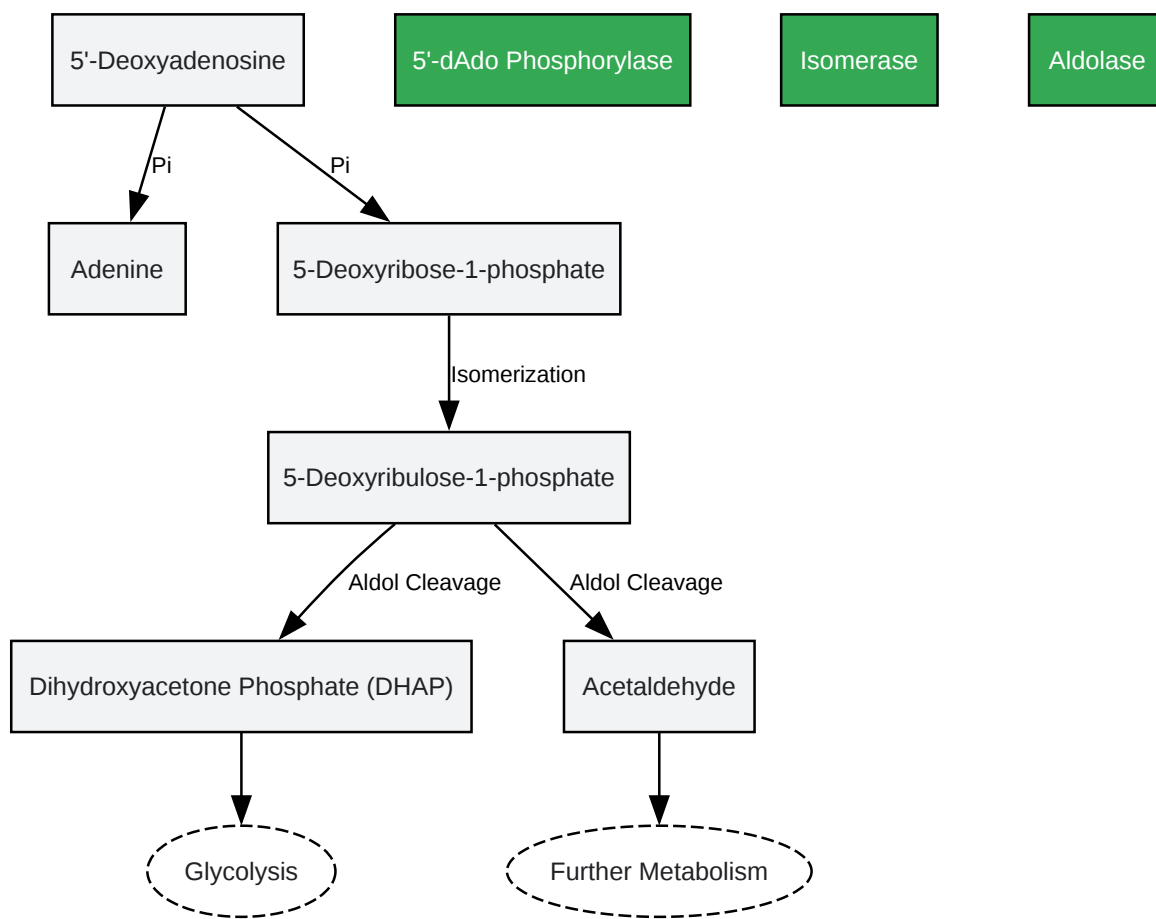 5'-Deoxyadenosine
5'-dAdo Phosphorylase
Isomerase
Aldolase
Pi
Pi
Adenine
5-Deoxyribose-1-phosphate
Isomerization
5-Deoxyribulose-1-phosphate
Aldol Cleavage
Aldol Cleavage
Dihydroxyacetone Phosphate (DHAP)
Acetaldehyde
Glycolysis
Further Metabolism